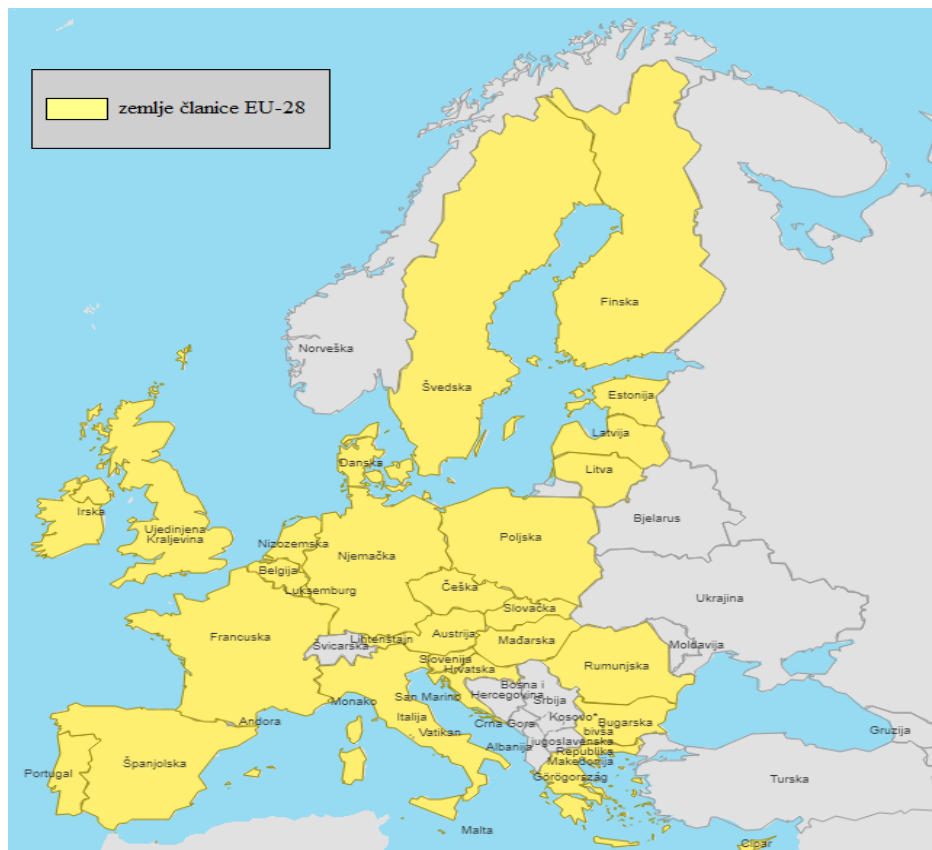 zemlje članice EU-28
Finska
Norveška
Švedska
Estonija
Latvija
Danska
Litva
Irska
Bjelarus
Ujedinjena
Kraljevina
Nizozemska
Poljska
Njemačka
Belgija
Češka
Luksemburg
Ukrajina
Slovačka
Francuska
Lihtenštajn
Austrija
Mađarska
Švicarska
Moldavija
Slovenija
Rumunjska
Hrvatska
Bosna i
Hercegovina
San Marino
Monako
Srbija
Italija
Andora
Crna Gora
Kosovo*
Bugarska
bivša
Vatikan
Gruzija
jugoslavenska
Albanija
Republika
Makedonija
Španjolska
Portugal
Görögország
Turska
Malta
Cipar